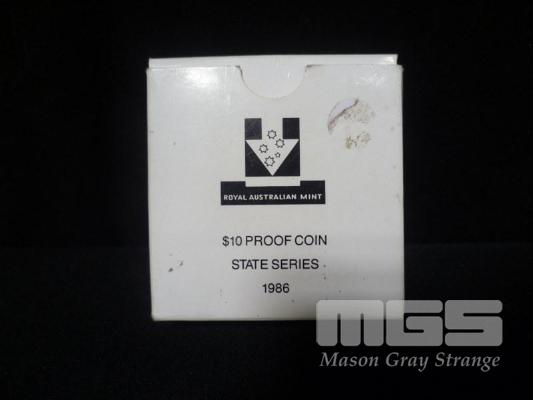 ROYAL AUSTRALIAN MINT
$10 PROOF COIN
STATE SERIES
1986
MGS
Mason Gray Strange